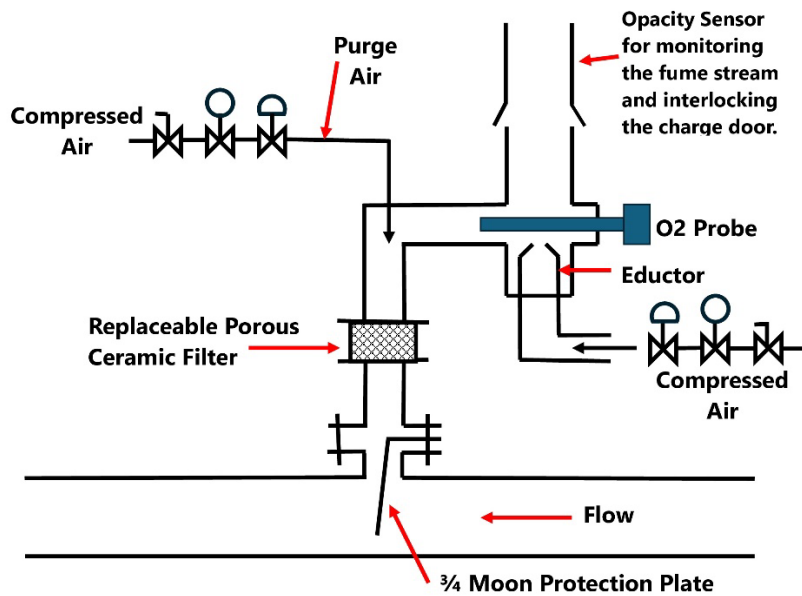 Opacity Sensor
for monitoring
the fume stream
and interlocking
the charge door.
Purge
Air
Compressed
Air
O2 Probe
Eductor
Replaceable Porous
Ceramic Filter
Compressed
Air
Flow
¾ Moon Protection Plate